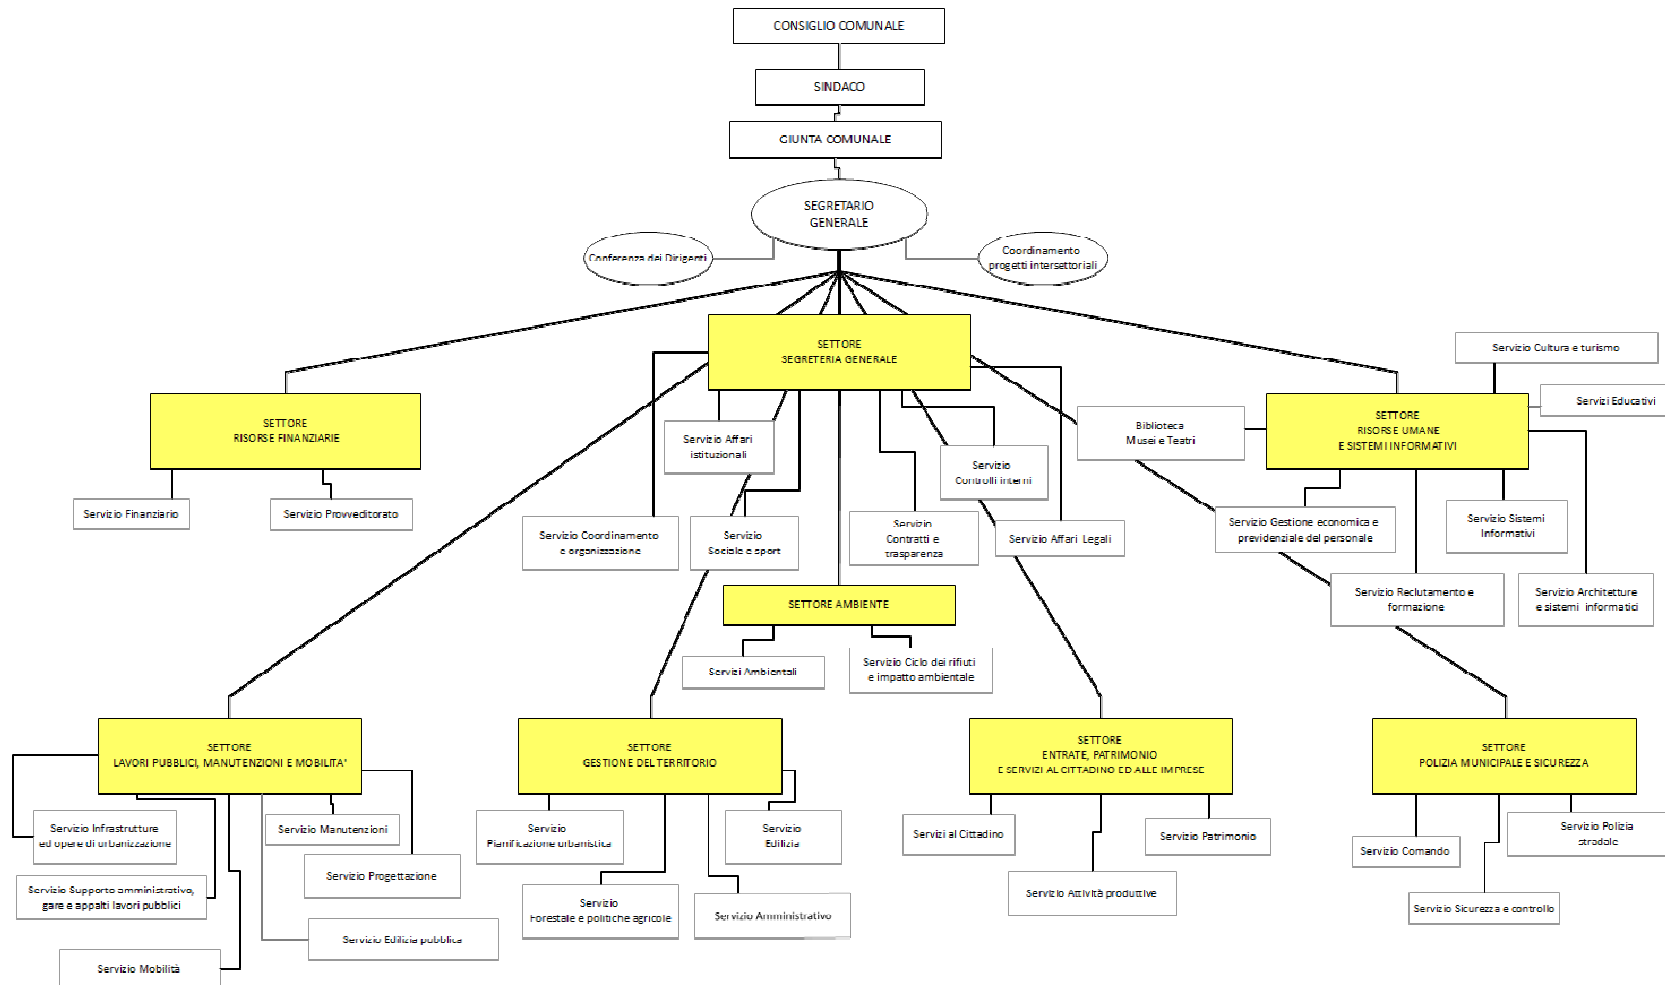 CONSIGLIO COMUNALE
SINDACO
GIUNTA COMUNALE
SEGRETARIO
GENERALE
Conferenza dei Dirigenti
Coordinamento
progetti intersettoriali
SETTORE
SEGRETERIA GENERALE
Servizio Cultura e turismo
Servizi Educativi
SETTORE
RISORSE FINANZIARIE
SETTORE
RISORSE UMANE
E SISTEMI INFORMATIVI
Biblioteca
Musei e Teatri
Servizio Affari
istituzionali
Servizio
Controlli interni
Servizio Finanziario
Servizio Provveditorato
Servizio Coordinamento
e organizzazione
Servizio
Sociale e sport
Servizio
Contratti e
trasparenza
Servizio Affari Legali
Servizio Gestione economica e
previdenziale del personale
Servizio Sistemi
Informativi
Servizio Reclutamento e
formazione
Servizio Architetture
e sistemi informatici
SETTORE AMBIENTE
Servizi Ambientali
Servizio Ciclo dei rifiuti
e impatto ambientale
SETTORE
LAVORI PUBBLICI, MANUTENZIONI E MOBILITA'
SETTORE
GESTIONE DEL TERRITORIO
SETTORE
ENTRATE, PATRIMONIO
E SERVIZI AL CITTADINO ED ALLE IMPRESE
SETTORE
POLIZIA MUNICIPALE E SICUREZZA
Servizio Infrastrutture
ed opere di urbanizzazione
Servizio Manutenzioni
Servizio Progettazione
Servizio Supporto amministrativo,
gare e appalti lavori pubblici
Servizio Edilizia pubblica
Servizio Mobilità
Servizio
Pianificazione urbanistica
Servizio
Edilizia
Servizio
Forestale e politiche agricole
Servizio Amministrativo
Servizi al Cittadino
Servizio Patrimonio
Servizio Attività produttive
Servizio Comando
Servizio Polizia
stradale
Servizio Sicurezza e controllo